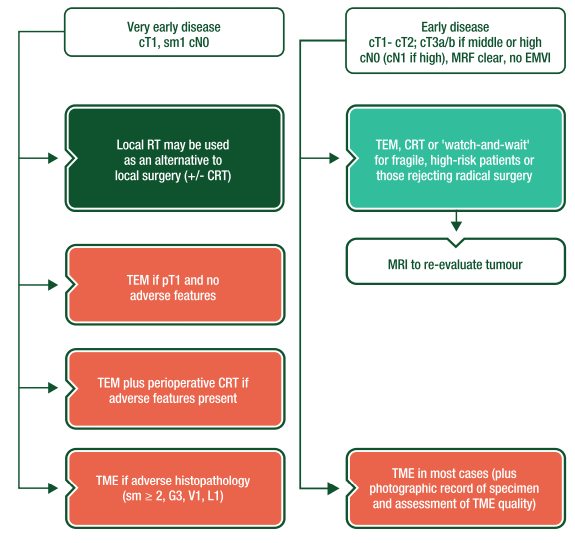 Very early disease
cT1, sm1 cN0
Early disease
cT1- cT2; cT3a/b if middle or high
cN0 (cN1 if high), MRF clear, no EMVI
Local RT may be used
as an alternative to
local surgery (+/- CRT)
TEM, CRT or 'watch-and-wait'
for fragile, high-risk patients or
those rejecting radical surgery
MRI to re-evaluate tumour
TEM if pT1 and no
adverse features
TEM plus perioperative CRT if
adverse features present
TME if adverse histopathology
(sm ≥ 2, G3, V1, L1)
TME in most cases (plus
photographic record of specimen
and assessment of TME quality)